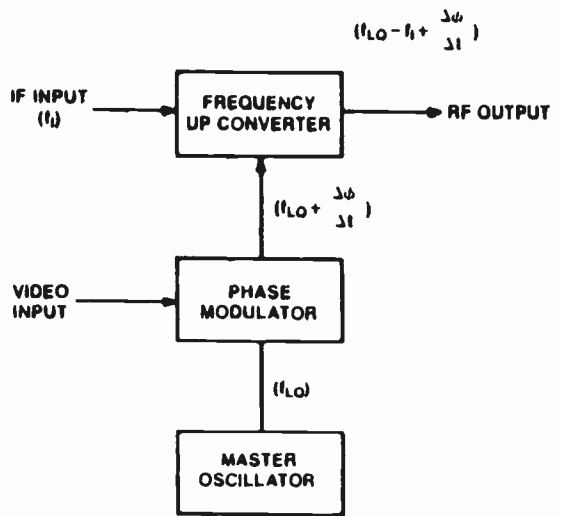 (fLO - fI + Δϕ
Δt )
IF INPUT
(fI)
FREQUENCY
UP CONVERTER
RF OUTPUT
(fLO + Δϕ
Δt )
VIDEO
INPUT
PHASE
MODULATOR
(fLO)
MASTER
OSCILLATOR